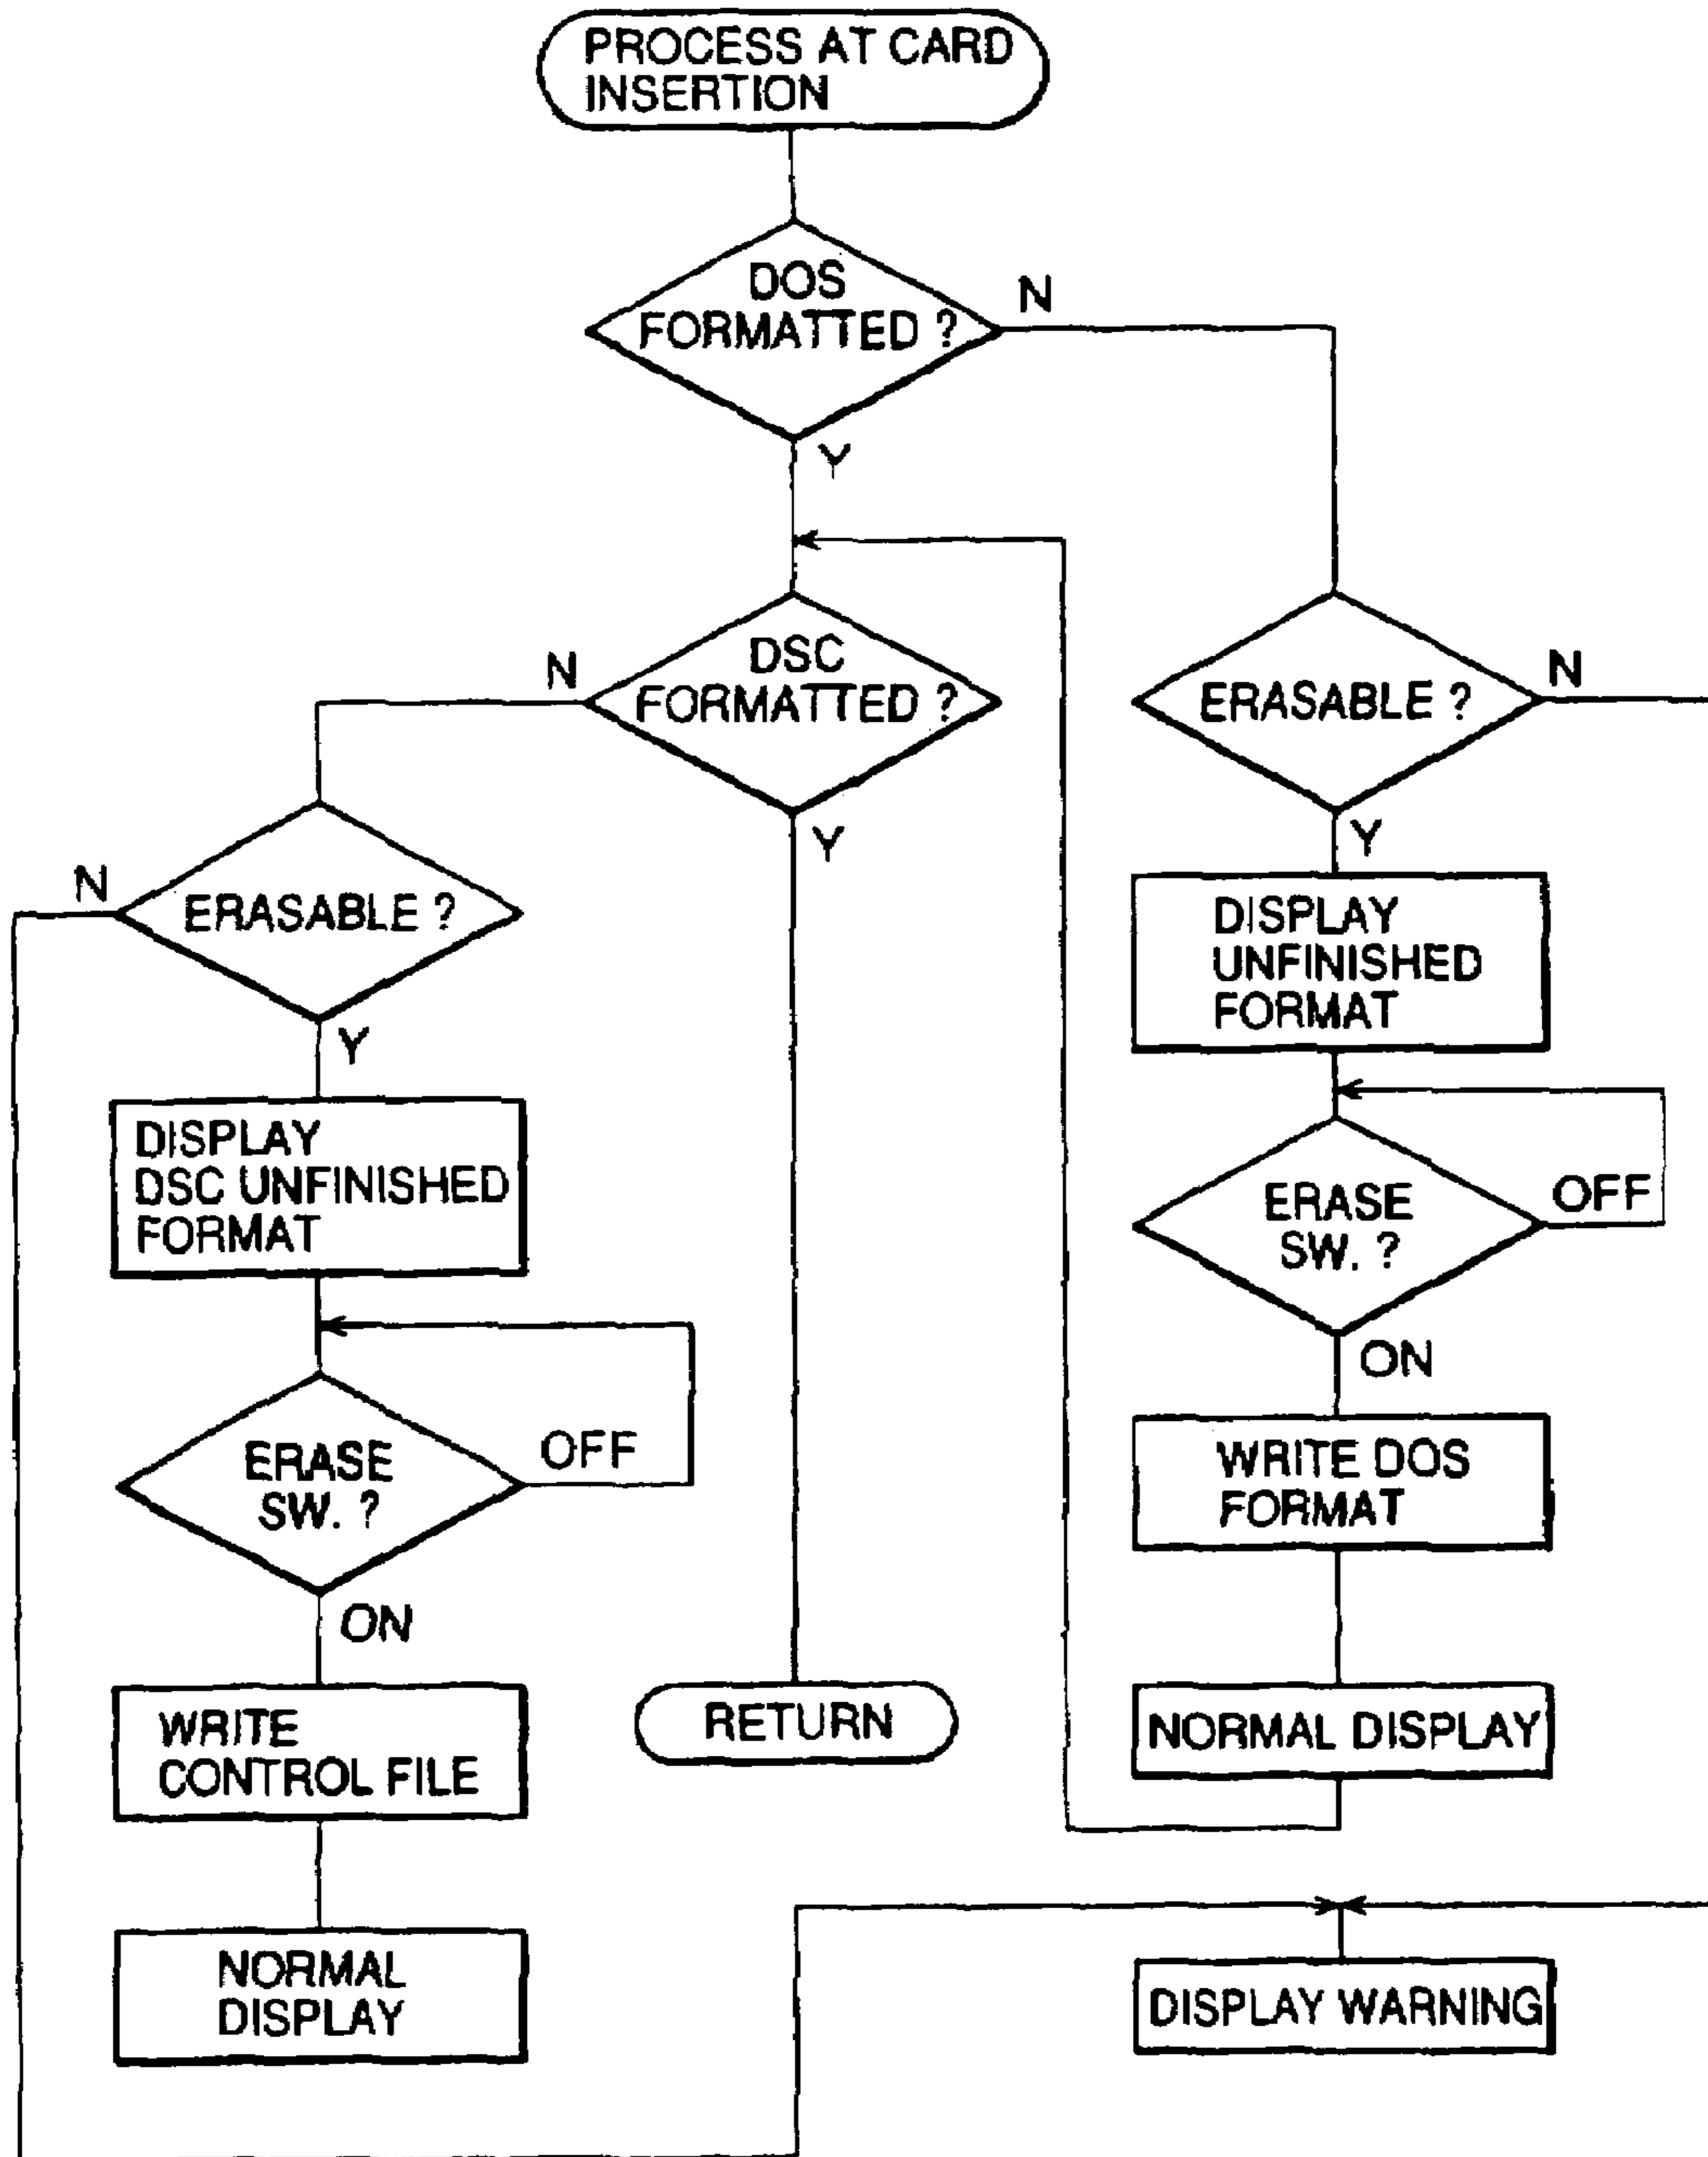 PROCESS AT CARD
INSERTION
DOS
FORMATTED ?
N
Y
DSC
FORMATTED ?
N
Y
ERASABLE ?
N
Y
DISPLAY
UNFINISHED
FORMAT
ERASE
SW. ?
OFF
ON
WRITE DOS
FORMAT
NORMAL DISPLAY
ERASABLE ?
N
Y
DISPLAY
DSC UNFINISHED
FORMAT
ERASE
SW. ?
OFF
ON
WRITE
CONTROL FILE
NORMAL
DISPLAY
RETURN
DISPLAY WARNING